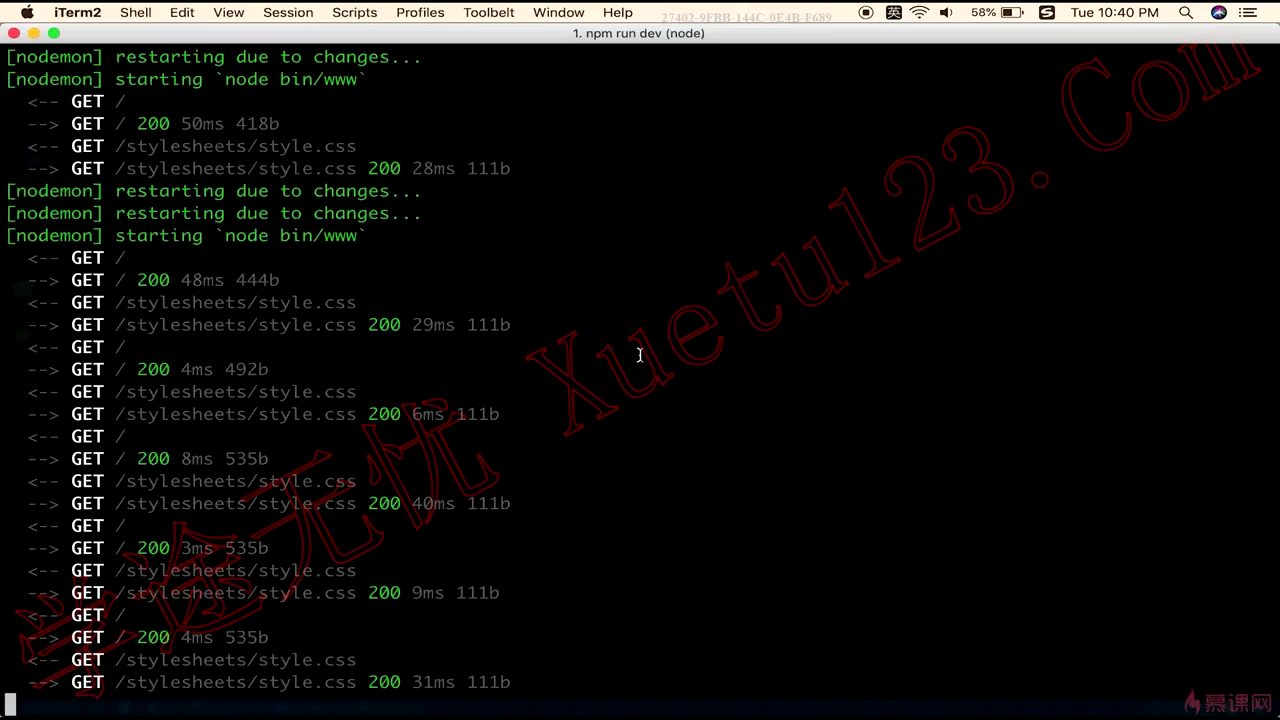 iTerm2 Shell Edit View Session Scripts Profiles Toolbelt Window Help 英 58% S Tue 10:40 PM
27402-9FBB-144C-0E4B-F689
1. npm run dev (node)
[nodemon] restarting due to changes...
[nodemon] starting `node bin/www`
<-- GET /
--> GET / 200 50ms 418b
<-- GET /stylesheets/style.css
--> GET /stylesheets/style.css 200 28ms 111b
[nodemon] restarting due to changes...
[nodemon] restarting due to changes...
[nodemon] starting `node bin/www`
<-- GET /
--> GET / 200 48ms 444b
<-- GET /stylesheets/style.css
--> GET /stylesheets/style.css 200 29ms 111b
<-- GET /
--> GET / 200 4ms 492b
<-- GET /stylesheets/style.css
--> GET /stylesheets/style.css 200 6ms 111b
<-- GET /
--> GET / 200 8ms 535b
<-- GET /stylesheets/style.css
--> GET /stylesheets/style.css 200 40ms 111b
<-- GET /
--> GET / 200 3ms 535b
<-- GET /stylesheets/style.css
--> GET /stylesheets/style.css 200 9ms 111b
<-- GET /
--> GET / 200 4ms 535b
<-- GET /stylesheets/style.css
--> GET /stylesheets/style.css 200 31ms 111b
学途无忧 Xuetu123.Com
慕课网